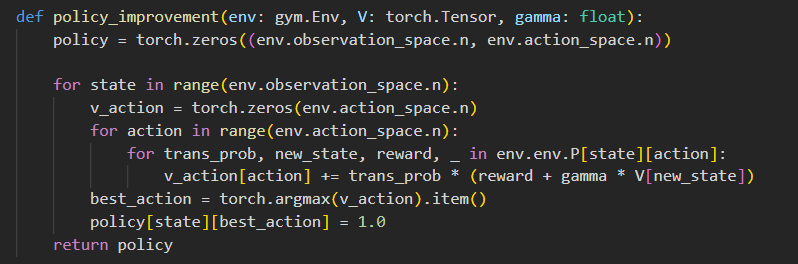 def policy_improvement(env: gym.Env, V: torch.Tensor, gamma: float):
    policy = torch.zeros((env.observation_space.n, env.action_space.n))

    for state in range(env.observation_space.n):
        v_action = torch.zeros(env.action_space.n)
        for action in range(env.action_space.n):
            for trans_prob, new_state, reward, _ in env.env.P[state][action]:
                v_action[action] += trans_prob * (reward + gamma * V[new_state])
        best_action = torch.argmax(v_action).item()
        policy[state][best_action] = 1.0
    return policy